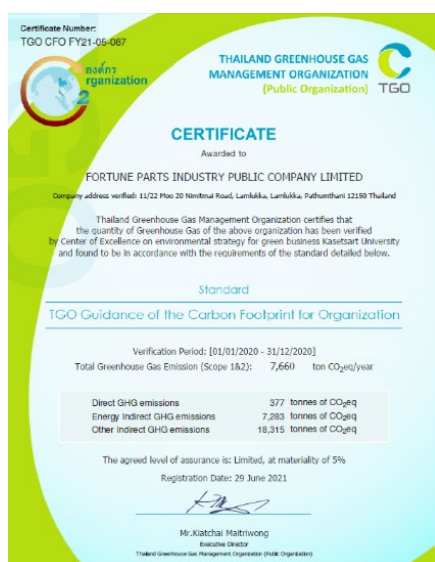 Certificate Number:
TGO CFO FY21-05-087
องค์กร
rganization
2
THAILAND GREENHOUSE GAS
MANAGEMENT ORGANIZATION
(Public Organization)
TGO
CERTIFICATE
Awarded to
FORTUNE PARTS INDUSTRY PUBLIC COMPANY LIMITED
Company address verified: 11/22 Moo 20 Nimitmai Road, Lamlukka, Lamlukka, Pathumthani 12150 Thailand
Thailand Greenhouse Gas Management Organization certifies that
the quantity of Greenhouse Gas of the above organization has been verified
by Center of Excellence on environmental strategy for green business Kasetsart University
and found to be in accordance with the requirements of the standard detailed below.
Standard
TGO Guidance of the Carbon Footprint for Organization
Verification Period: [01/01/2020 - 31/12/2020]
Total Greenhouse Gas Emission (Scope 1&2): 7,660 ton CO₂eq/year
Direct GHG emissions 377 tonnes of CO₂eq
Energy Indirect GHG emissions 7,283 tonnes of CO₂eq
Other Indirect GHG emissions 18,315 tonnes of CO₂eq
The agreed level of assurance is: Limited, at materiality of 5%
Registration Date: 29 June 2021
Mr.Kiatchai Maitriwong
Executive Director
Thailand Greenhouse Gas Management Organization (Public Organization)